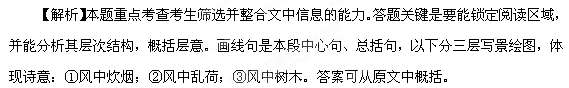 【解析】本题重点考查考生筛选并整合文中信息的能力。答题关键是要能锁定阅读区域，
并能分析其层次结构，概括层意。画线句是本段中心句、总括句，以下分三层写景绘图，体
现诗意：①风中炊烟；②风中乱荷；③风中树木。答案可从原文中概括。